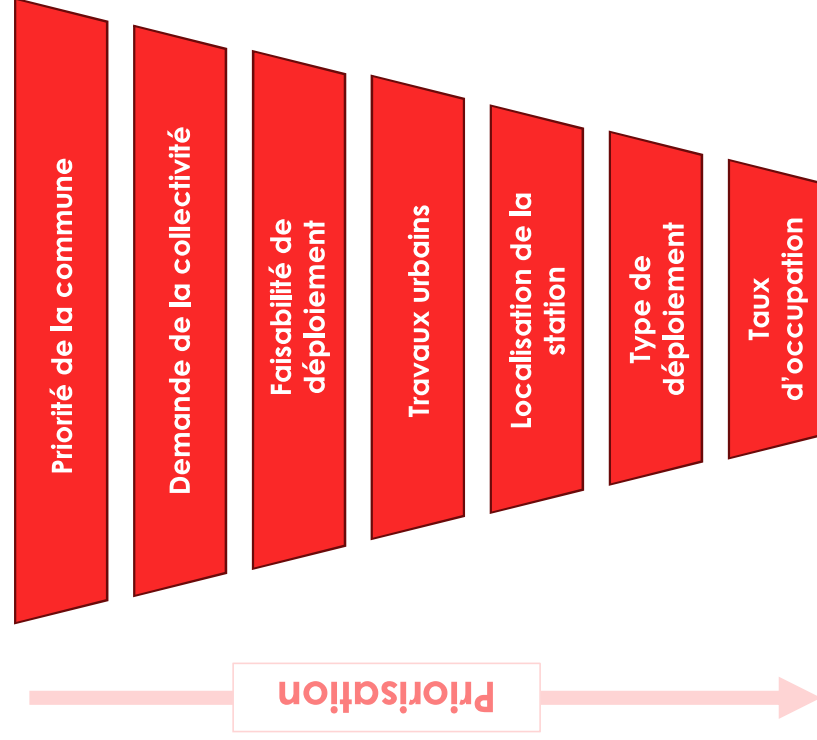 Priorité de la commune
Demande de la collectivité
Faisabilité de
déploiement
Travaux urbains
Localisation de la
station
Type de
déploiement
Taux
d'occupation
Priorisation